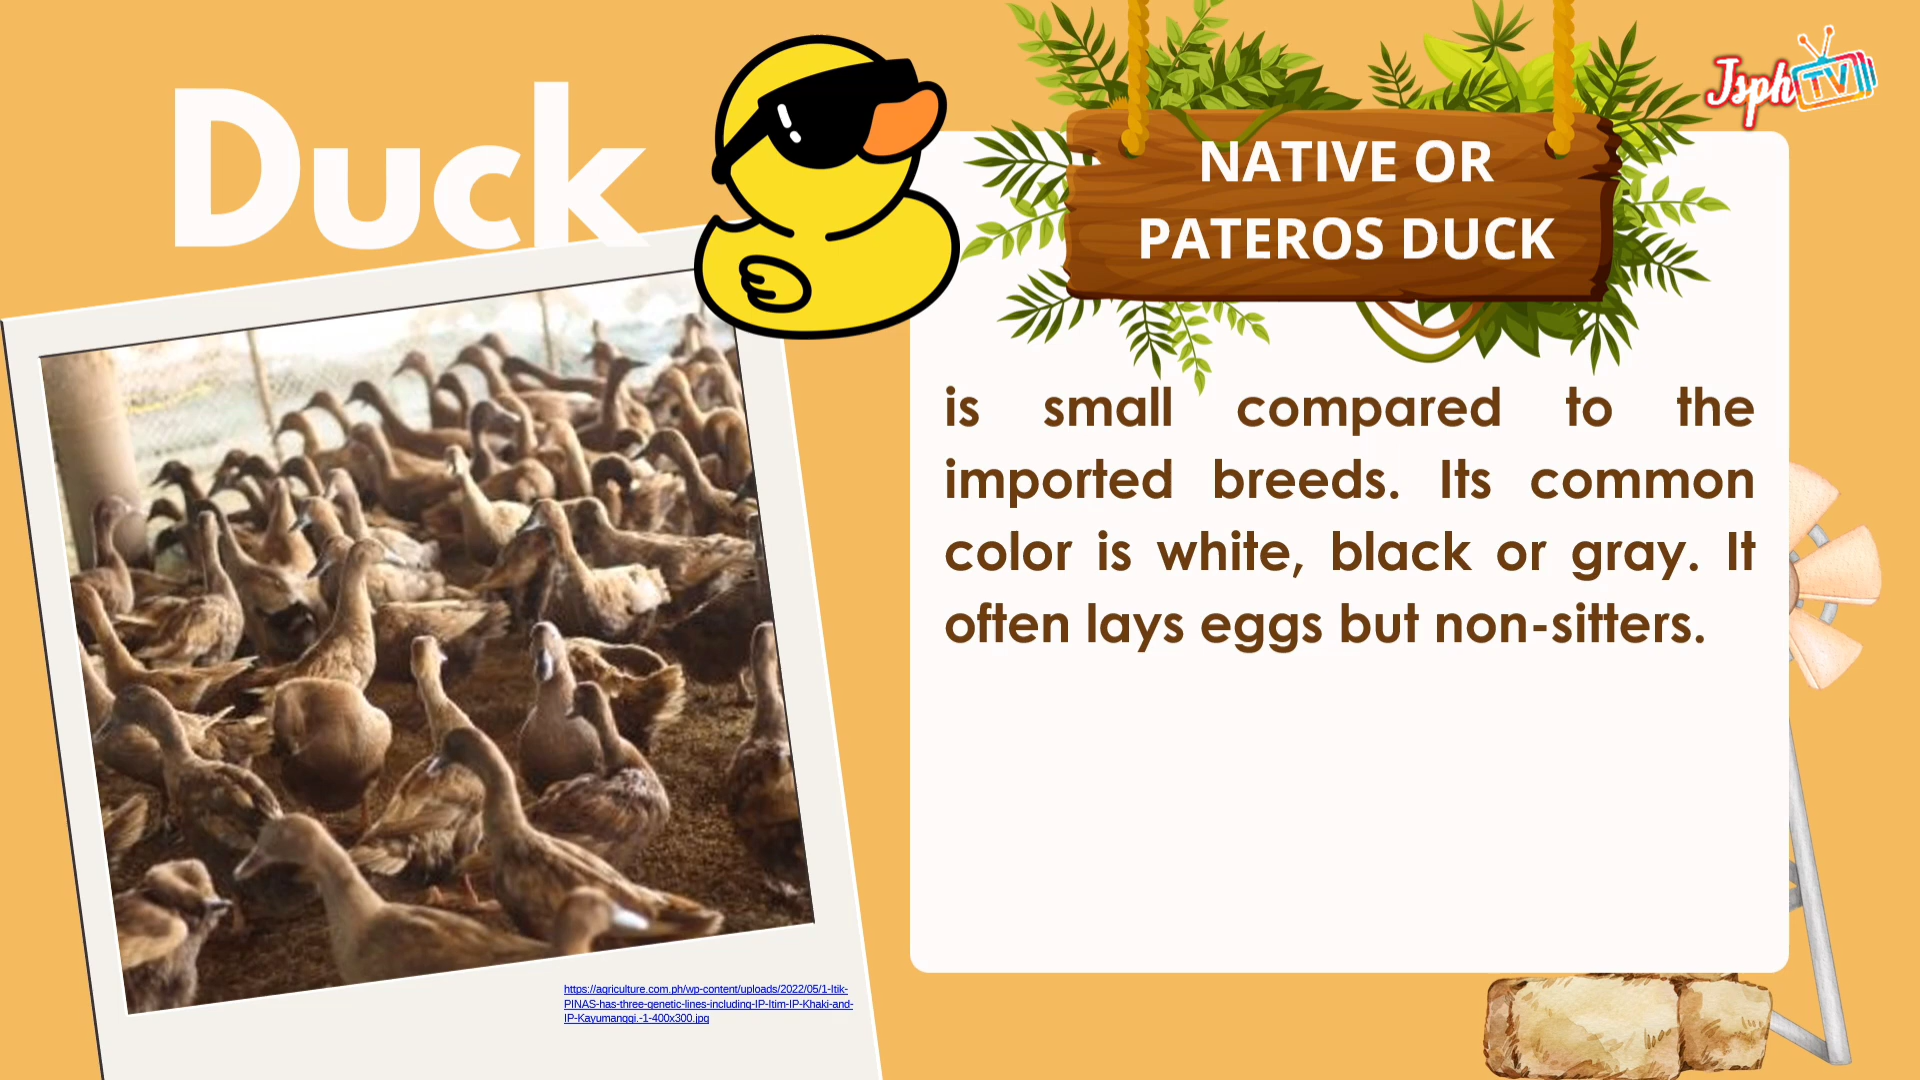 Duck
Jsph TV
NATIVE OR
PATEROS DUCK
is small compared to the
imported breeds. Its common
color is white, black or gray. It
often lays eggs but non-sitters.
https://agriculture.com.ph/wp-content/uploads/2022/05/1-Itik-
PINAS-has-three-genetic-lines-including-IP-Itim-IP-Khaki-and-
IP-Kayumanggi.-1-400x300.jpg